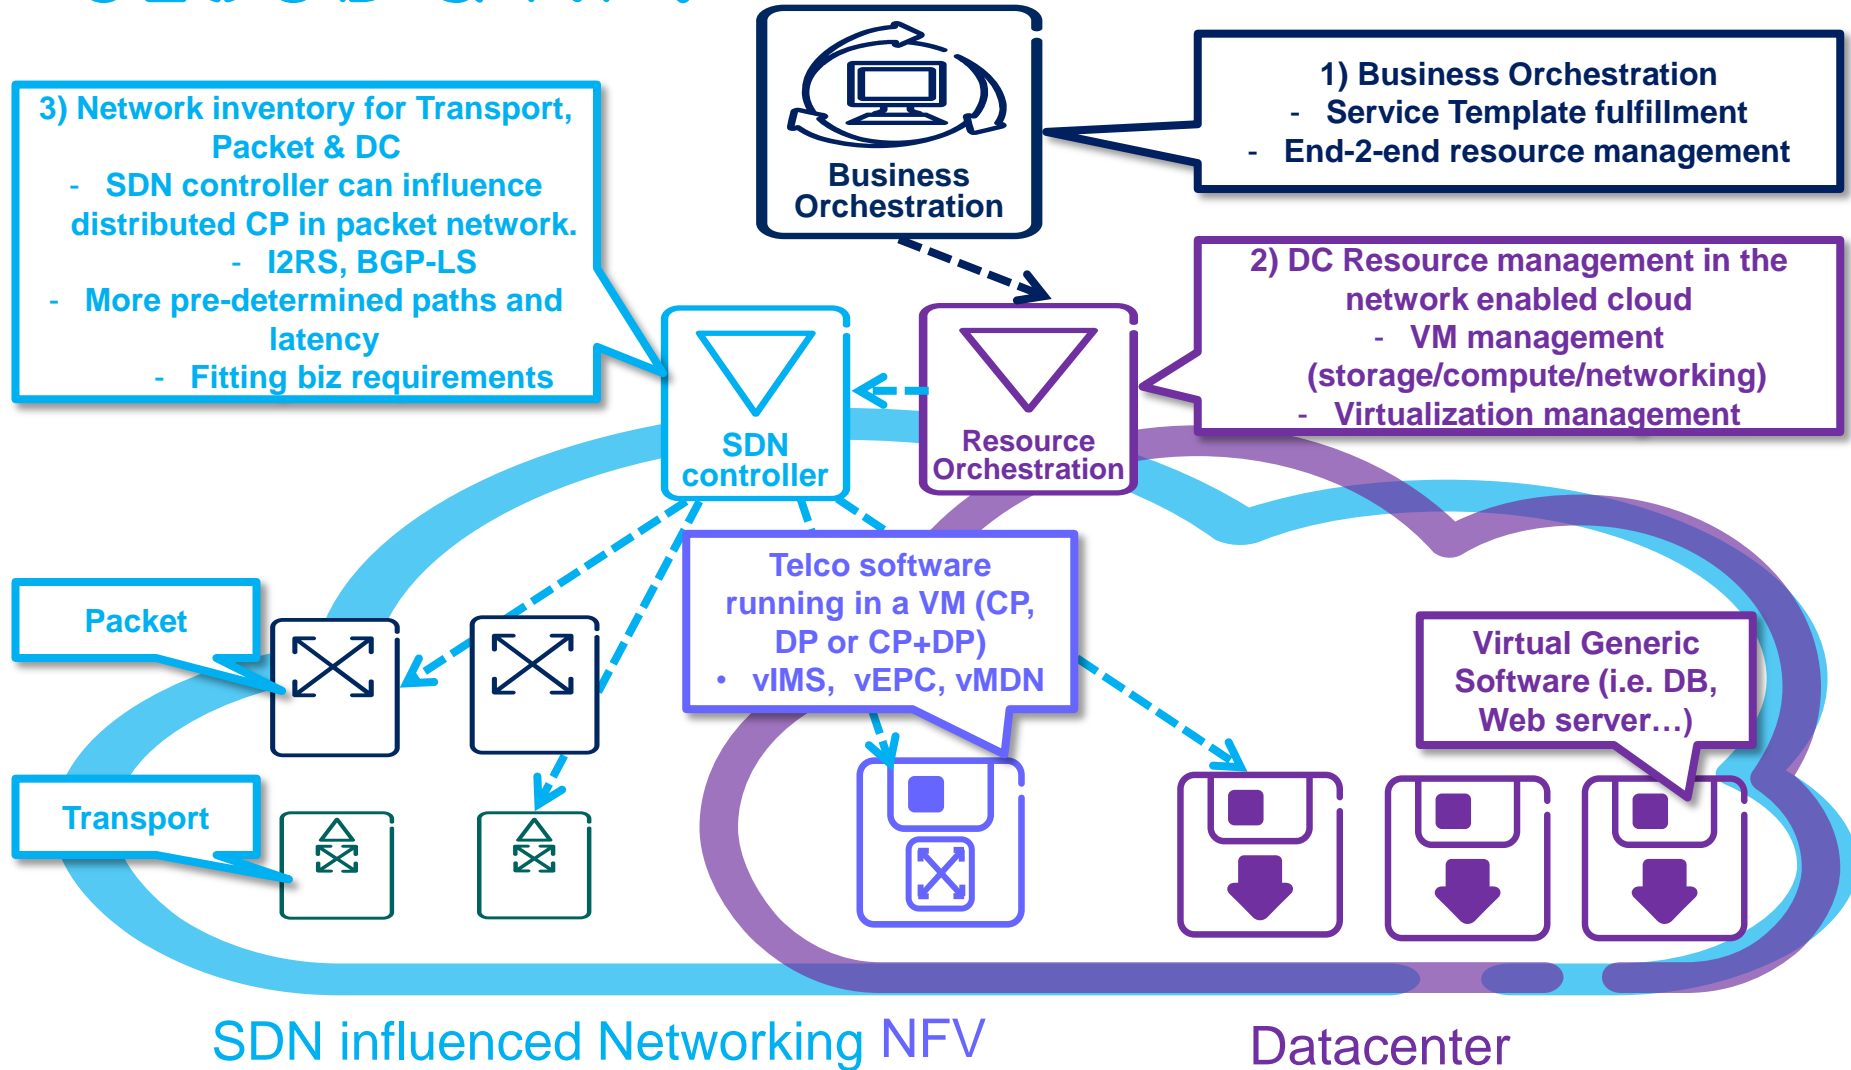 1) Business Orchestration
- Service Template fulfillment
- End-2-end resource management
3) Network inventory for Transport,
Packet & DC
- SDN controller can influence
distributed CP in packet network.
- I2RS, BGP-LS
- More pre-determined paths and
latency
- Fitting biz requirements
Business
Orchestration
2) DC Resource management in the
network enabled cloud
- VM management
(storage/compute/networking)
- Virtualization management
SDN
controller
Resource
Orchestration
Telco software
running in a VM (CP,
DP or CP+DP)
• vIMS, vEPC, vMDN
Packet
Virtual Generic
Software (i.e. DB,
Web server…)
Transport
SDN influenced Networking
NFV
Datacenter